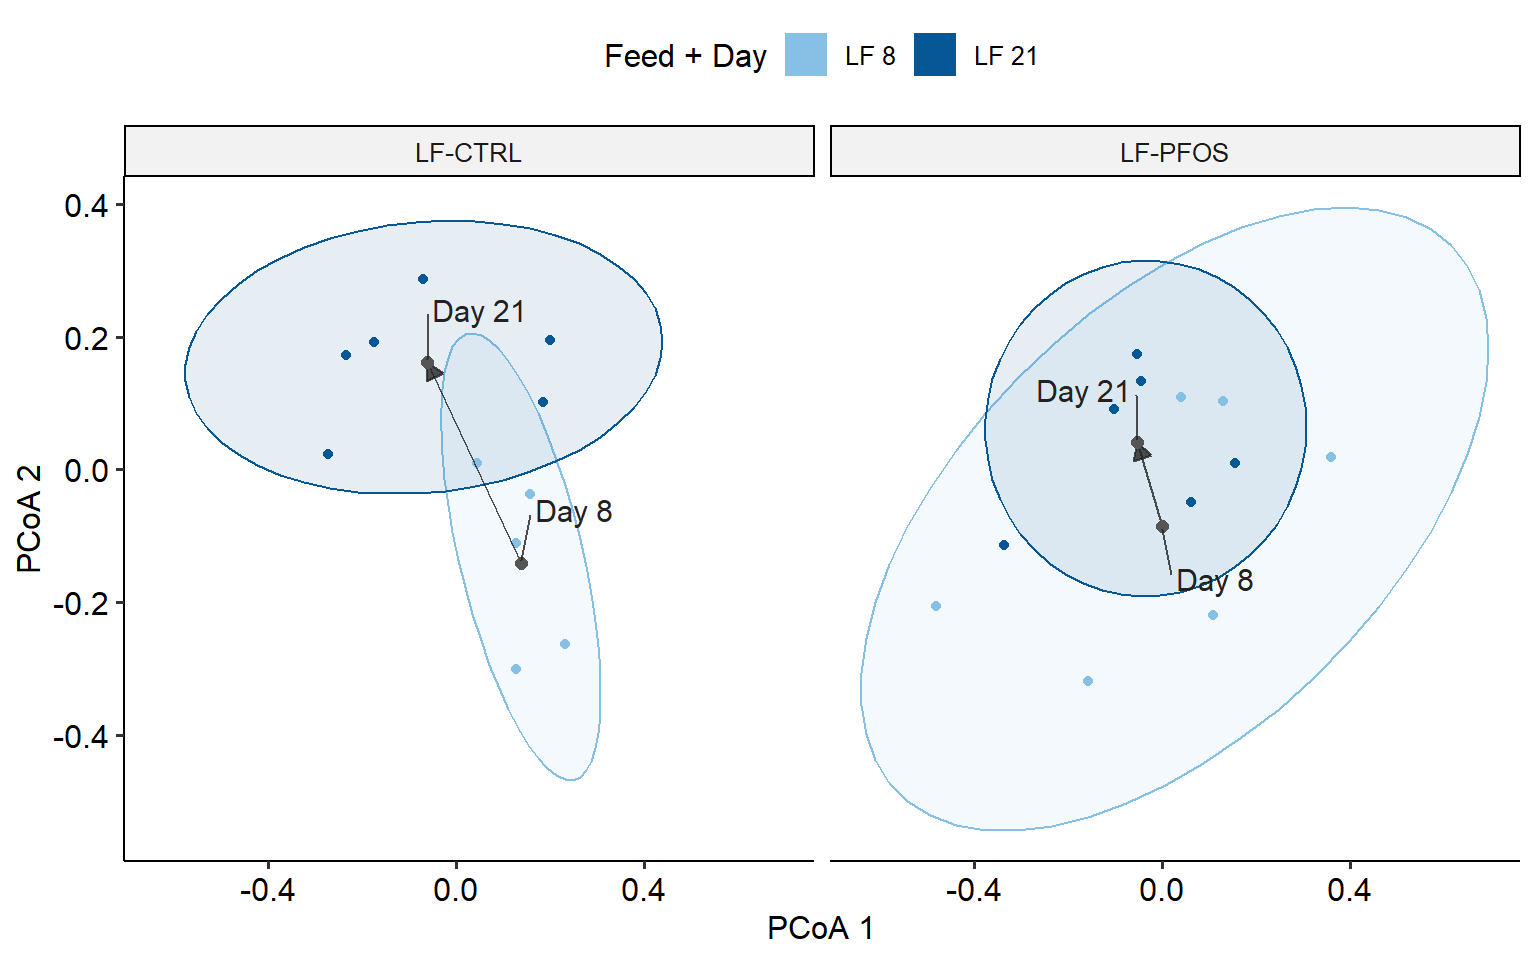 Feed + Day LF 8 LF 21
LF-CTRL
LF-PFOS
PCoA 2
0.4
0.2
0.0
-0.2
-0.4
Day 21
Day 8
Day 21
Day 8
-0.4 0.0 0.4
-0.4 0.0 0.4
PCoA 1